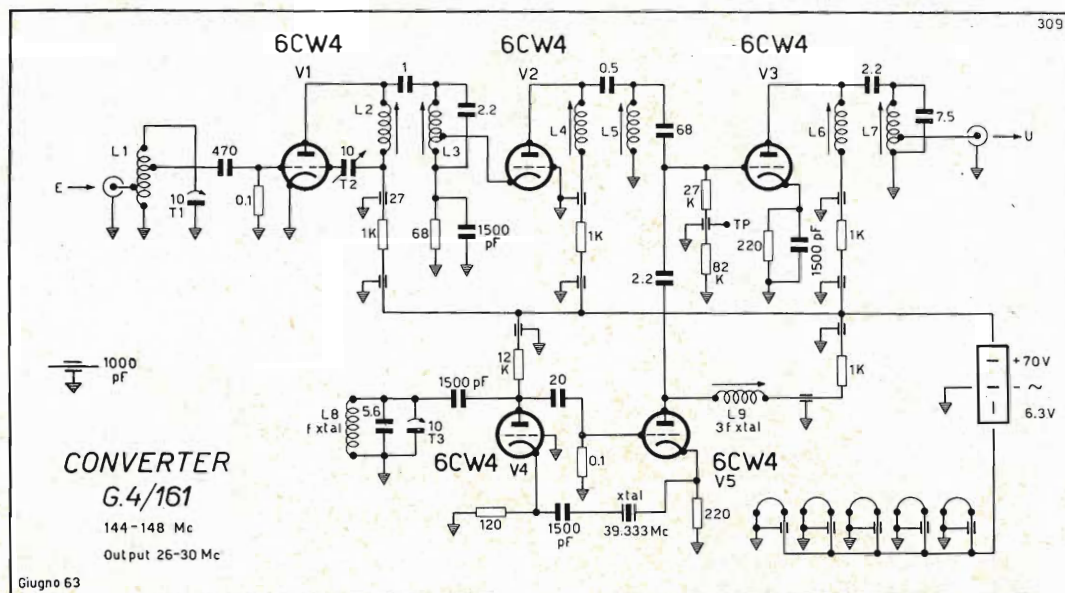 309
6CW4
V1
6CW4
V2
6CW4
V3
1
0.5
2.2
L2
2.2
L3
L4
L5
68
L6
L7
7.5
L1
470
10
T2
E
U
10
T1
0.1
27
1K
68
1500
pF
1K
27
K
TP
82
K
220
1500 pF
1K
2.2
1000
pF
12
K
1K
+70V
- ~
6.3V
1500 pF
20
L8
f xtal
5.6
10
T3
L9
3f xtal
6CW4
V4
0.1
6CW4
V5
120
1500
pF
xtal
39.333 Mc
220
CONVERTER
G.4/161
144-148 Mc
Output 26-30 Mc
Giugno 63